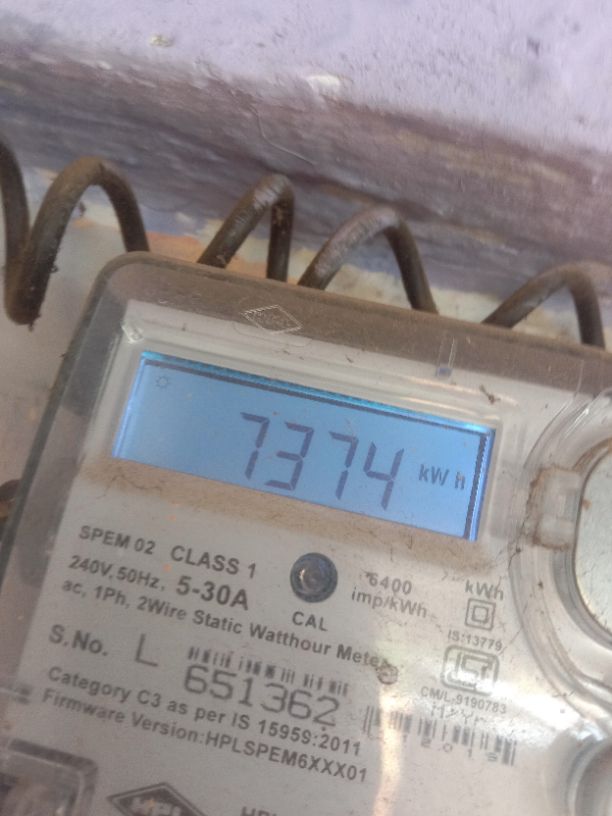 7374 kWh
SPEM 02 CLASS 1
240V, 50Hz, 5-30A
ac, 1Ph, 2Wire Static Watthour Meter
CAL
6400
imp/kWh
kWh
IS:13779
CM/L.9190783
S.No. L 651362
Category C3 as per IS 15959:2011
Firmware Version:HPLSPEM6XXX01
HPL